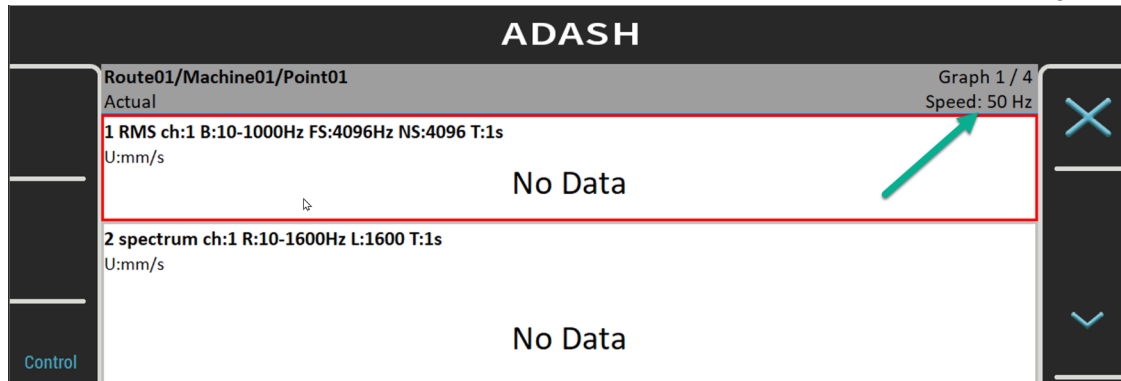 ADASH
Route01/Machine01/Point01 Graph 1 / 4
Actual Speed: 50 Hz
1 RMS ch:1 B:10-1000Hz FS:4096Hz NS:4096 T:1s
U:mm/s
No Data
2 spectrum ch:1 R:10-1600Hz L:1600 T:1s
U:mm/s
No Data
Control